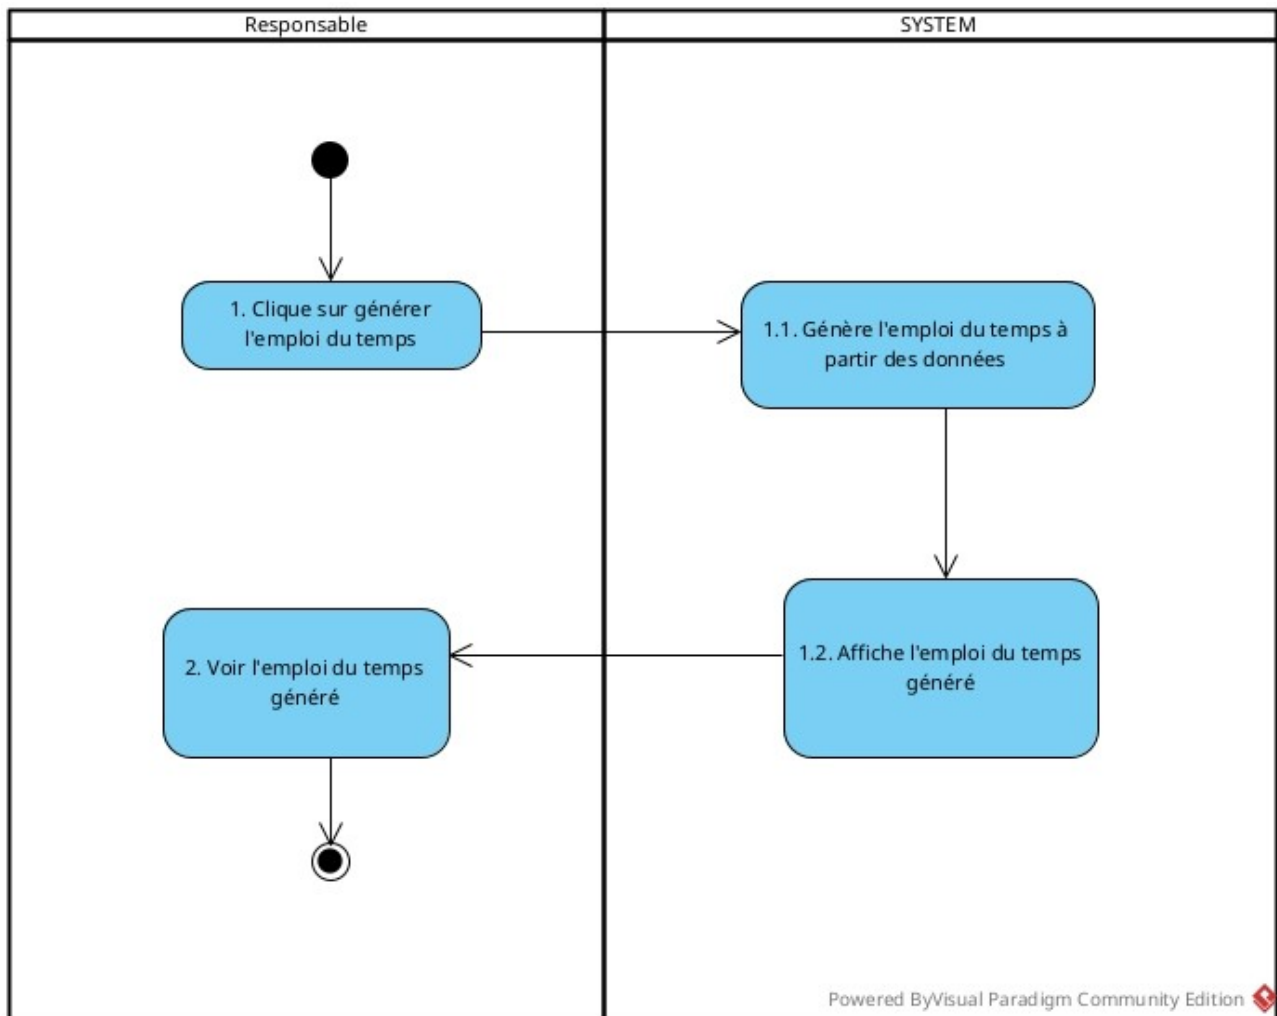 Responsable
SYSTEM
1. Clique sur générer
l'emploi du temps
1.1. Génère l'emploi du temps à
partir des données
1.2. Affiche l'emploi du temps
généré
2. Voir l'emploi du temps
généré
Powered ByVisual Paradigm Community Edition